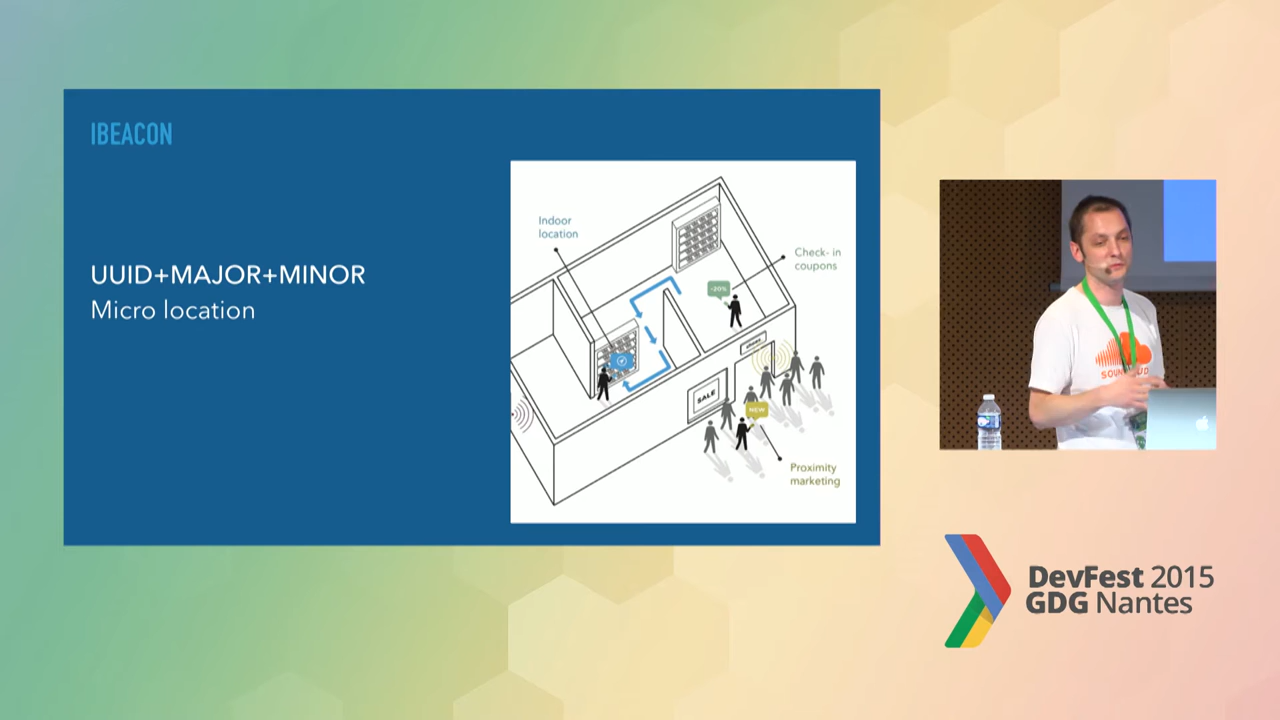 IBEACON
UUID+MAJOR+MINOR
Micro location
Indoor
location
Check- in
coupons
-20%
SALE
NEW
Proximity
marketing
DevFest 2015
GDG Nantes